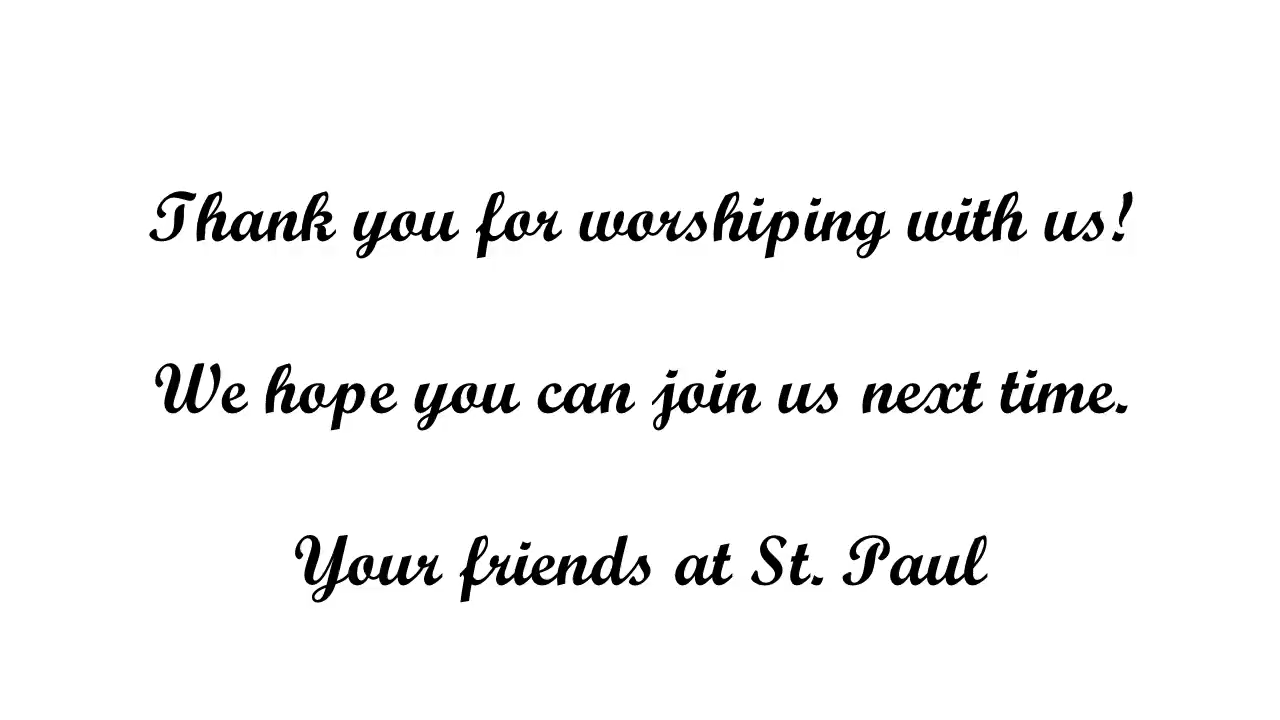 Thank you for worshiping with us!
We hope you can join us next time.
Your friends at St. Paul